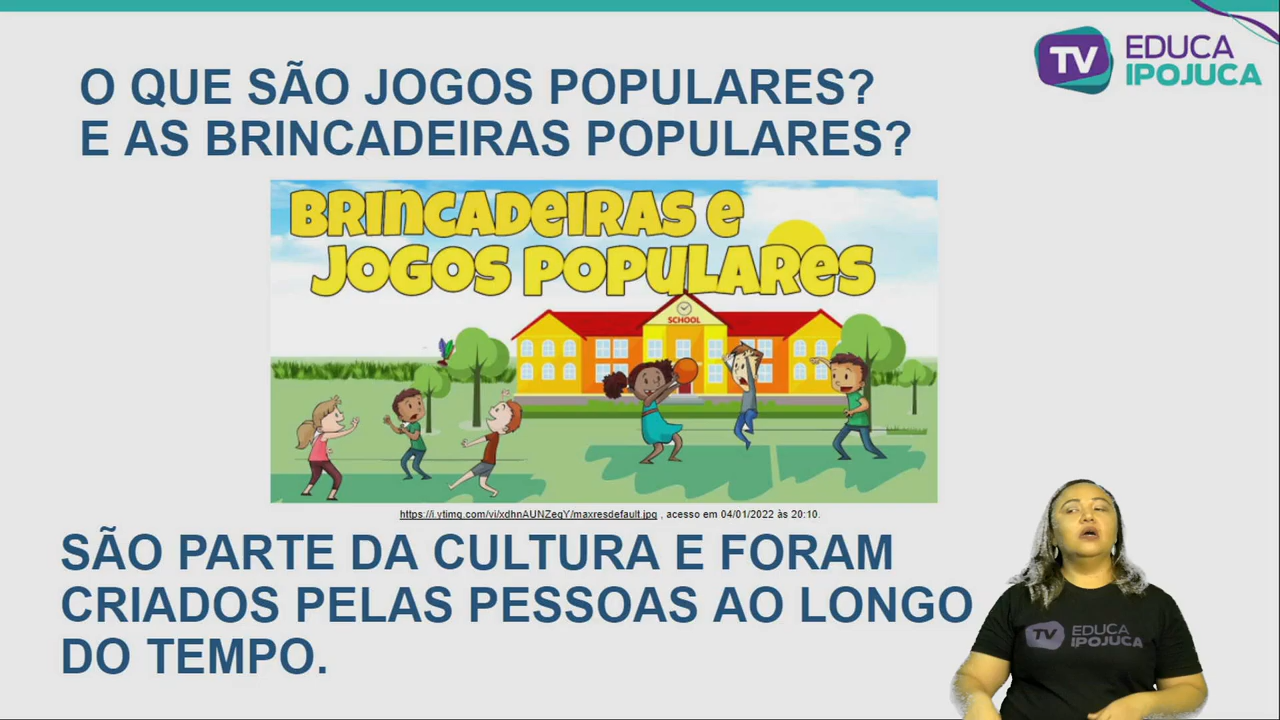 TV EDUCA
IPOJUCA
O QUE SÃO JOGOS POPULARES?
E AS BRINCADEIRAS POPULARES?
BRINCADEIRAS E
JOGOS POPULARES
SCHOOL
https://i.ytimg.com/vi/xdhnAUNZeqY/maxresdefault.jpg , acesso em 04/01/2022 às 20:10.
SÃO PARTE DA CULTURA E FORAM
CRIADOS PELAS PESSOAS AO LONGO
DO TEMPO.
TV EDUCA
IPOJUCA